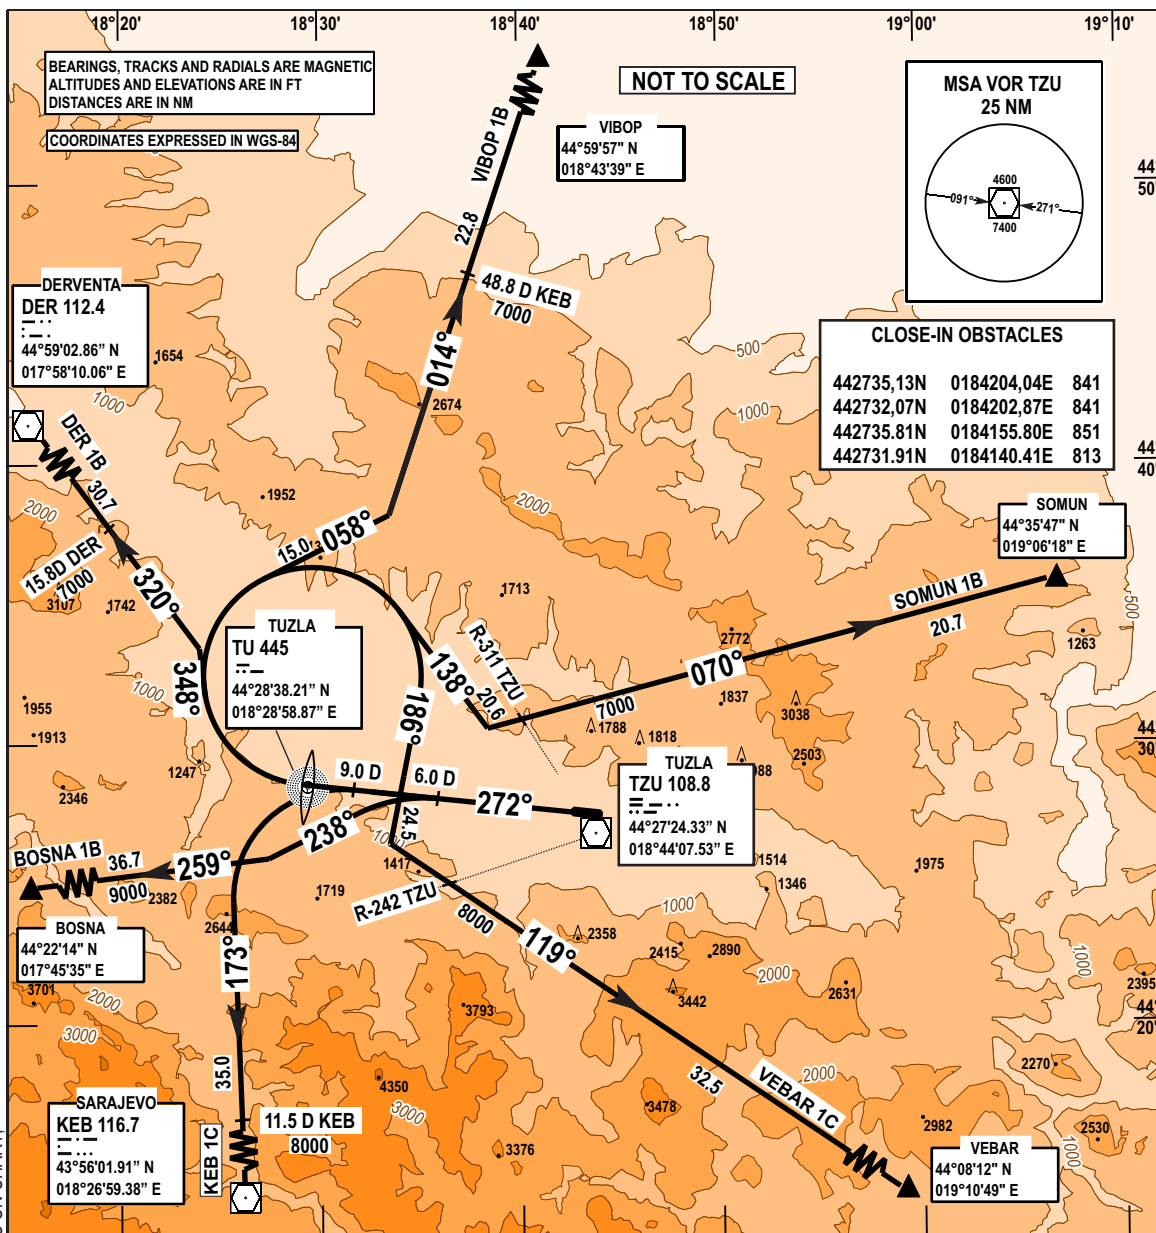 18°20'
18°30'
18°40'
18°50'
19°00'
19°10'
BEARINGS, TRACKS AND RADIALS ARE MAGNETIC
ALTITUDES AND ELEVATIONS ARE IN FT
DISTANCES ARE IN NM
COORDINATES EXPRESSED IN WGS-84
NOT TO SCALE
MSA VOR TZU
25 NM
4600
091°
271°
7400
VIBOP
44°59'57" N
018°43'39" E
VIBOP 1B
22.8
44°
50'
48.8 D KEB
7000
014°
2674
DERVENTA
DER 112.4
44°59'02.86” N
017°58'10.06" E
1654
1000
500
1000
CLOSE-IN OBSTACLES
442735,13N 0184204,04E 841
442732,07N 0184202,87E 841
442735.81N 0184155.80E 851
442731.91N 0184140.41E 813
44°
40'
DER 1B
30.7
2000
15.8D DER
7000
3107
1742
320°
1952
15.0
058°
2000
SOMUN
44°35'47" N
019°06'18" E
SOMUN 1B
20.7
500
1263
1713
2772
070°
7000
1837
3038
1788
1818
2503
R-311 TZU
138°
20.6
186°
TUZLA
TU 445
44°28'38.21” N
018°28'58.87” E
348°
1000
1955
1913
1247
2346
9.0 D
6.0 D
272°
TUZLA
TZU 108.8
44°27'24.33” N
018°44'07.53” E
30'
238°
24.5
1000
1417
R-242 TZU
8000
1514
1346
1975
BOSNA 1B
36.7
259°
9000
2382
1719
2644
BOSNA
44°22'14" N
017°45'35" E
3701
2000
3000
173°
119°
2358
2415
2890
1000
2000
3442
2631
1000
2395
44°
20'
3793
4350
3000
35.0
SARAJEVO
KEB 116.7
43°56'01.91” N
018°26'59.38” E
KEB 1C
11.5 D KEB
8000
3376
3478
32.5
VEBAR 1C
2000
2270
2982
2530
1000
VEBAR
44°08'12" N
019°10'49" E